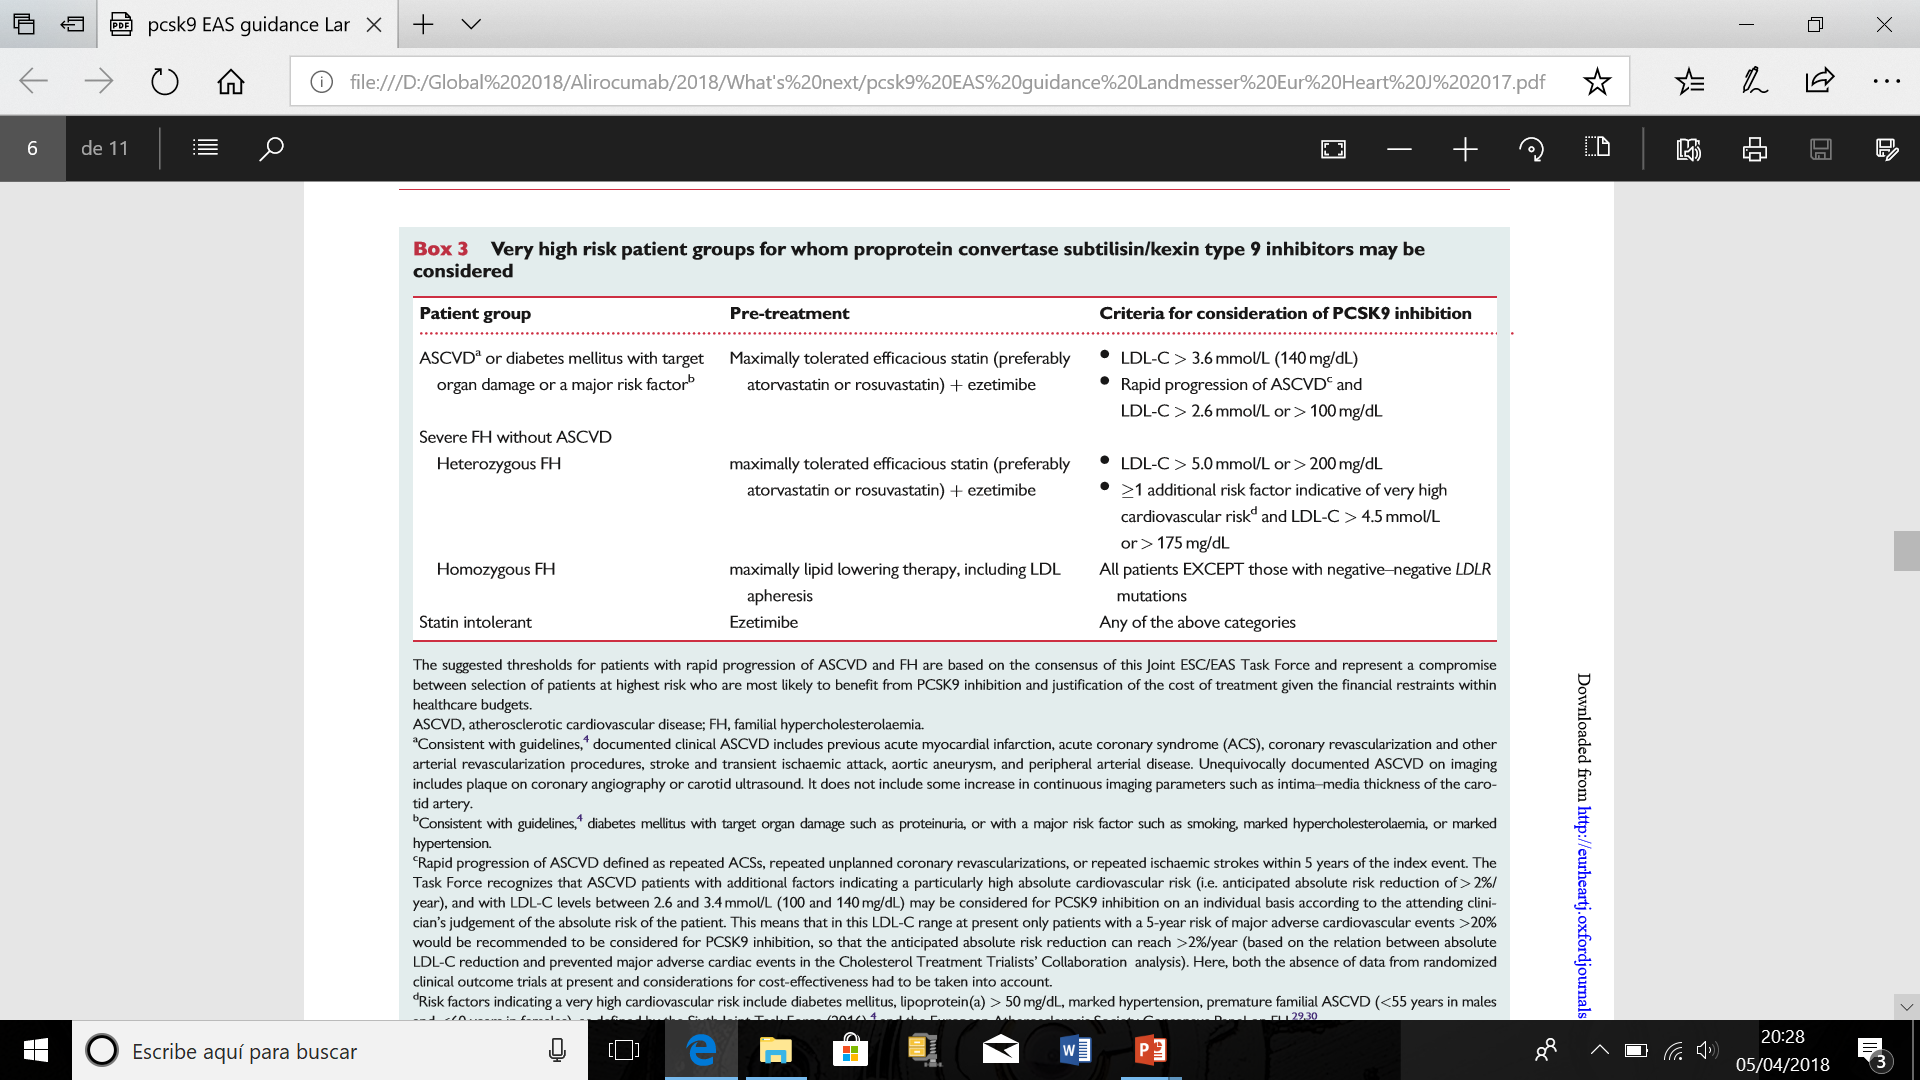 pcsk9 EAS guidance Lar
file:///D:/Global%202018/Alirocumab/2018/What's%20next/pcsk9%20EAS%20guidance%20Landmesser%20Eur%20Heart%20J%202017.pdf
6 de 11
Box 3 Very high risk patient groups for whom proprotein convertase subtilisin/kexin type 9 inhibitors may be
considered
Patient group Pre-treatment Criteria for consideration of PCSK9 inhibition
ASCVDa or diabetes mellitus with target Maximally tolerated efficacious statin (preferably • LDL-C > 3.6 mmol/L (140 mg/dL)
organ damage or a major risk factorb atorvastatin or rosuvastatin) + ezetimibe • Rapid progression of ASCVDc and
LDL-C > 2.6 mmol/L or > 100 mg/dL
Severe FH without ASCVD
Heterozygous FH maximally tolerated efficacious statin (preferably • LDL-C > 5.0 mmol/L or > 200 mg/dL
atorvastatin or rosuvastatin) + ezetimibe • ≥1 additional risk factor indicative of very high
cardiovascular riskd and LDL-C > 4.5 mmol/L
or > 175 mg/dL
Homozygous FH maximally lipid lowering therapy, including LDL All patients EXCEPT those with negative–negative LDLR
apheresis mutations
Statin intolerant Ezetimibe Any of the above categories
The suggested thresholds for patients with rapid progression of ASCVD and FH are based on the consensus of this Joint ESC/EAS Task Force and represent a compromise
between selection of patients at highest risk who are most likely to benefit from PCSK9 inhibition and justification of the cost of treatment given the financial restraints within
healthcare budgets.
ASCVD, atherosclerotic cardiovascular disease; FH, familial hypercholesterolaemia.
aConsistent with guidelines,4 documented clinical ASCVD includes previous acute myocardial infarction, acute coronary syndrome (ACS), coronary revascularization and other
arterial revascularization procedures, stroke and transient ischaemic attack, aortic aneurysm, and peripheral arterial disease. Unequivocally documented ASCVD on imaging
includes plaque on coronary angiography or carotid ultrasound. It does not include some increase in continuous imaging parameters such as intima–media thickness of the caro-
tid artery.
bConsistent with guidelines,4 diabetes mellitus with target organ damage such as proteinuria, or with a major risk factor such as smoking, marked hypercholesterolaemia, or marked
hypertension.
cRapid progression of ASCVD defined as repeated ACSs, repeated unplanned coronary revascularizations, or repeated ischaemic strokes within 5 years of the index event. The
Task Force recognizes that ASCVD patients with additional factors indicating a particularly high absolute cardiovascular risk (i.e. anticipated absolute risk reduction of > 2%/
year), and with LDL-C levels between 2.6 and 3.4 mmol/L (100 and 140 mg/dL) may be considered for PCSK9 inhibition on an individual basis according to the attending clini-
cian's judgement of the absolute risk of the patient. This means that in this LDL-C range at present only patients with a 5-year risk of major adverse cardiovascular events >20%
would be recommended to be considered for PCSK9 inhibition, so that the anticipated absolute risk reduction can reach >2%/year (based on the relation between absolute
LDL-C reduction and prevented major adverse cardiac events in the Cholesterol Treatment Trialists' Collaboration analysis). Here, both the absence of data from randomized
clinical outcome trials at present and considerations for cost-effectiveness had to be taken into account.
dRisk factors indicating a very high cardiovascular risk include diabetes mellitus, lipoprotein(a) > 50 mg/dL, marked hypertension, premature familial ASCVD (<55 years in males
Downloaded from http://eurheartj.oxfordjournals
Escribe aquí para buscar
20:28
05/04/2018
3